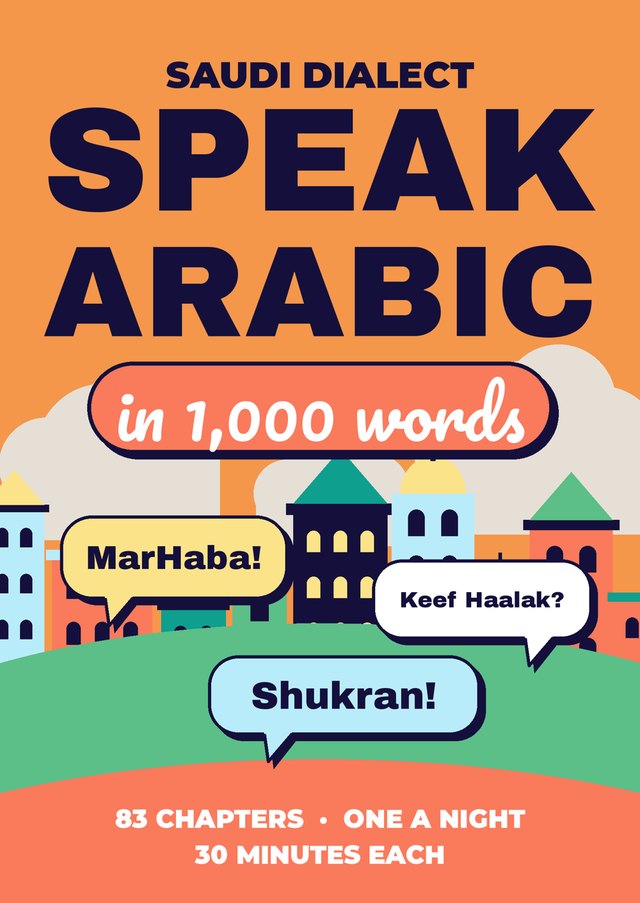 SAUDI DIALECT
SPEAK
ARABIC
in 1,000 words
MarHaba!
Keef Haalak?
Shukran!
83 CHAPTERS • ONE A NIGHT
30 MINUTES EACH